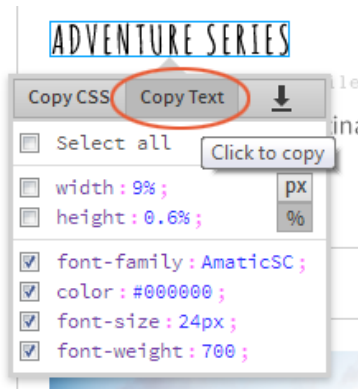 ADVENTURE SERIES
Copy CSS Copy Text
Select all
Click to copy
width:9%; px
height:0.6%; %
font-family:AmaticSC;
color:#000000;
font-size:24px;
font-weight:700;